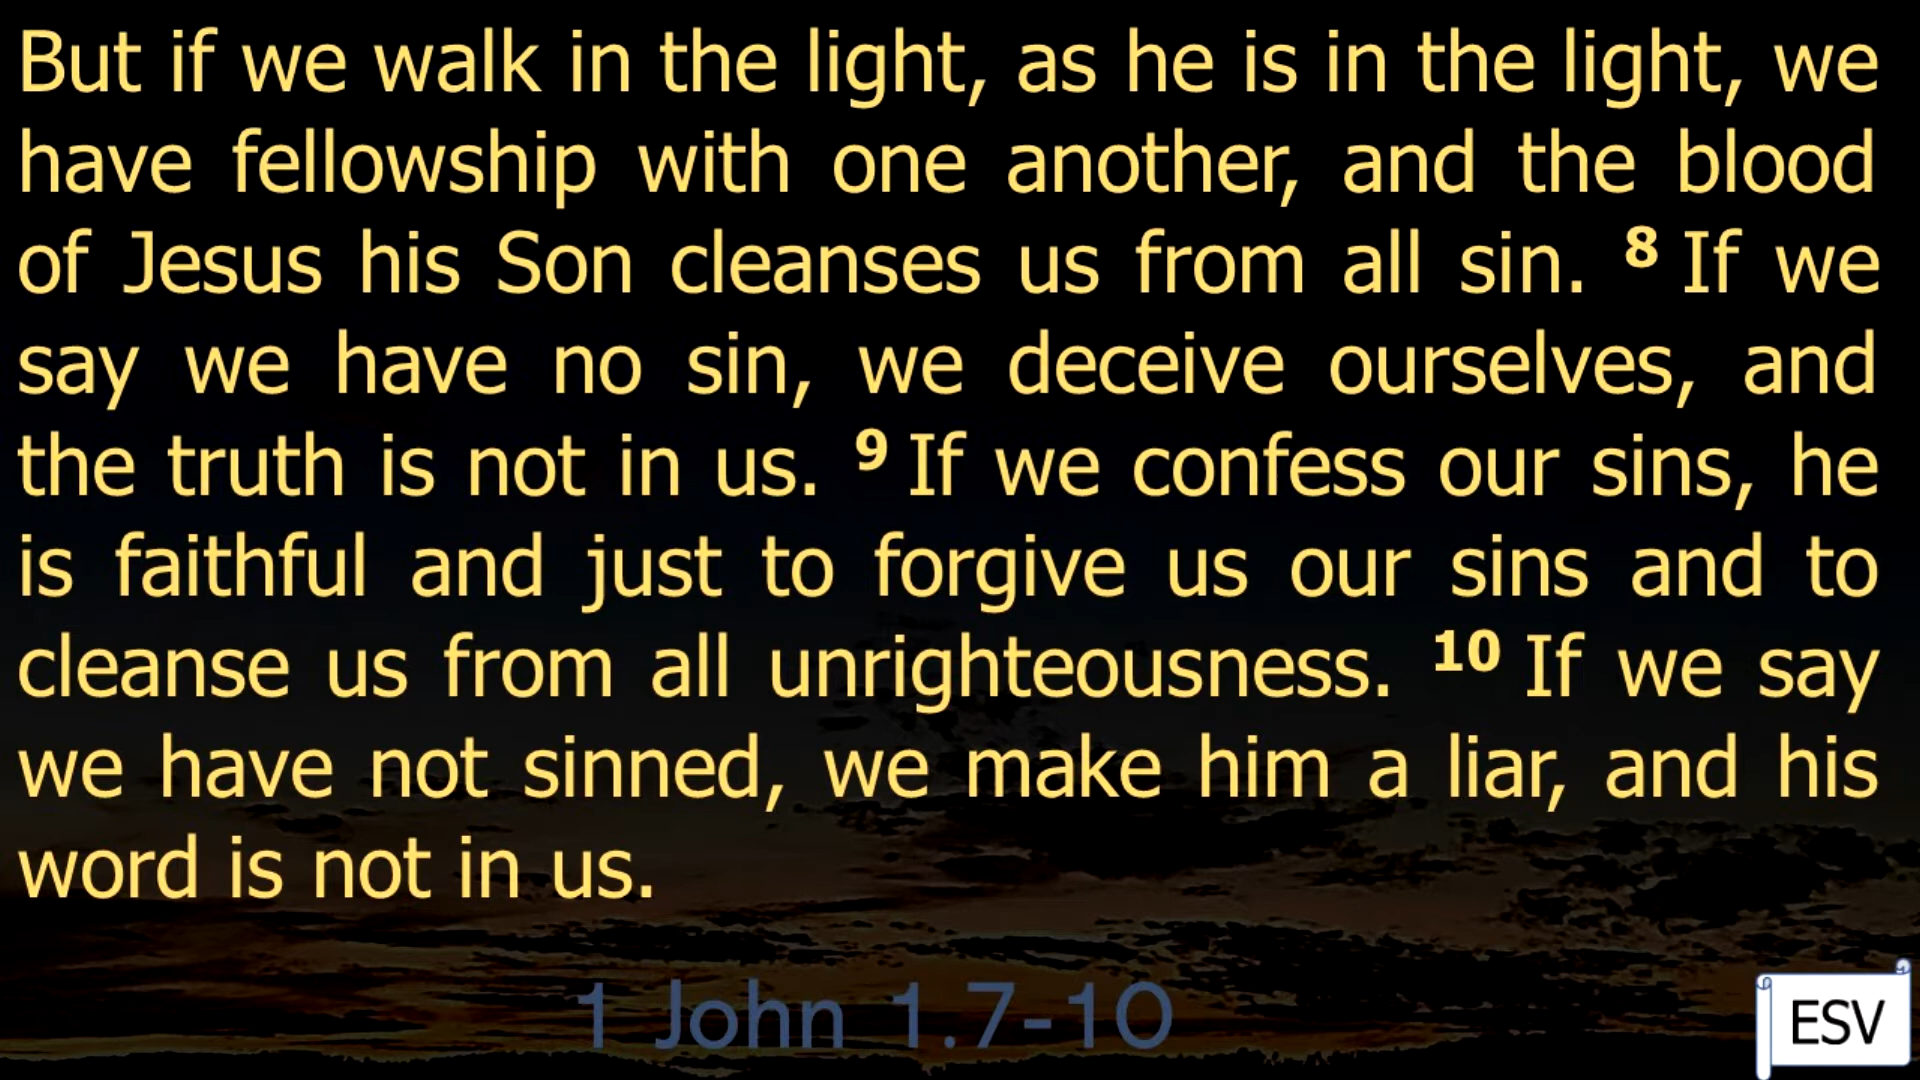 But if we walk in the light, as he is in the light, we
have fellowship with one another, and the blood
of Jesus his Son cleanses us from all sin. 8 If we
say we have no sin, we deceive ourselves, and
the truth is not in us. 9 If we confess our sins, he
is faithful and just to forgive us our sins and to
cleanse us from all unrighteousness. 10 If we say
we have not sinned, we make him a liar, and his
word is not in us.
1 John 1.7-10
ESV